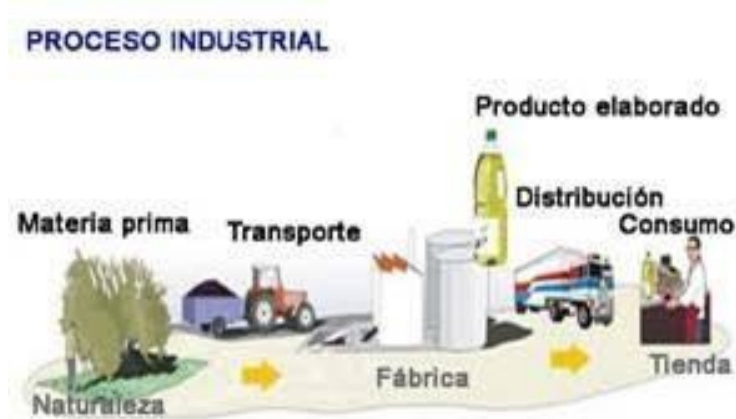 PROCESO INDUSTRIAL
Producto elaborado
Distribución
Consumo
Materia prima
Transporte
Fábrica
Tienda
Naturaleza